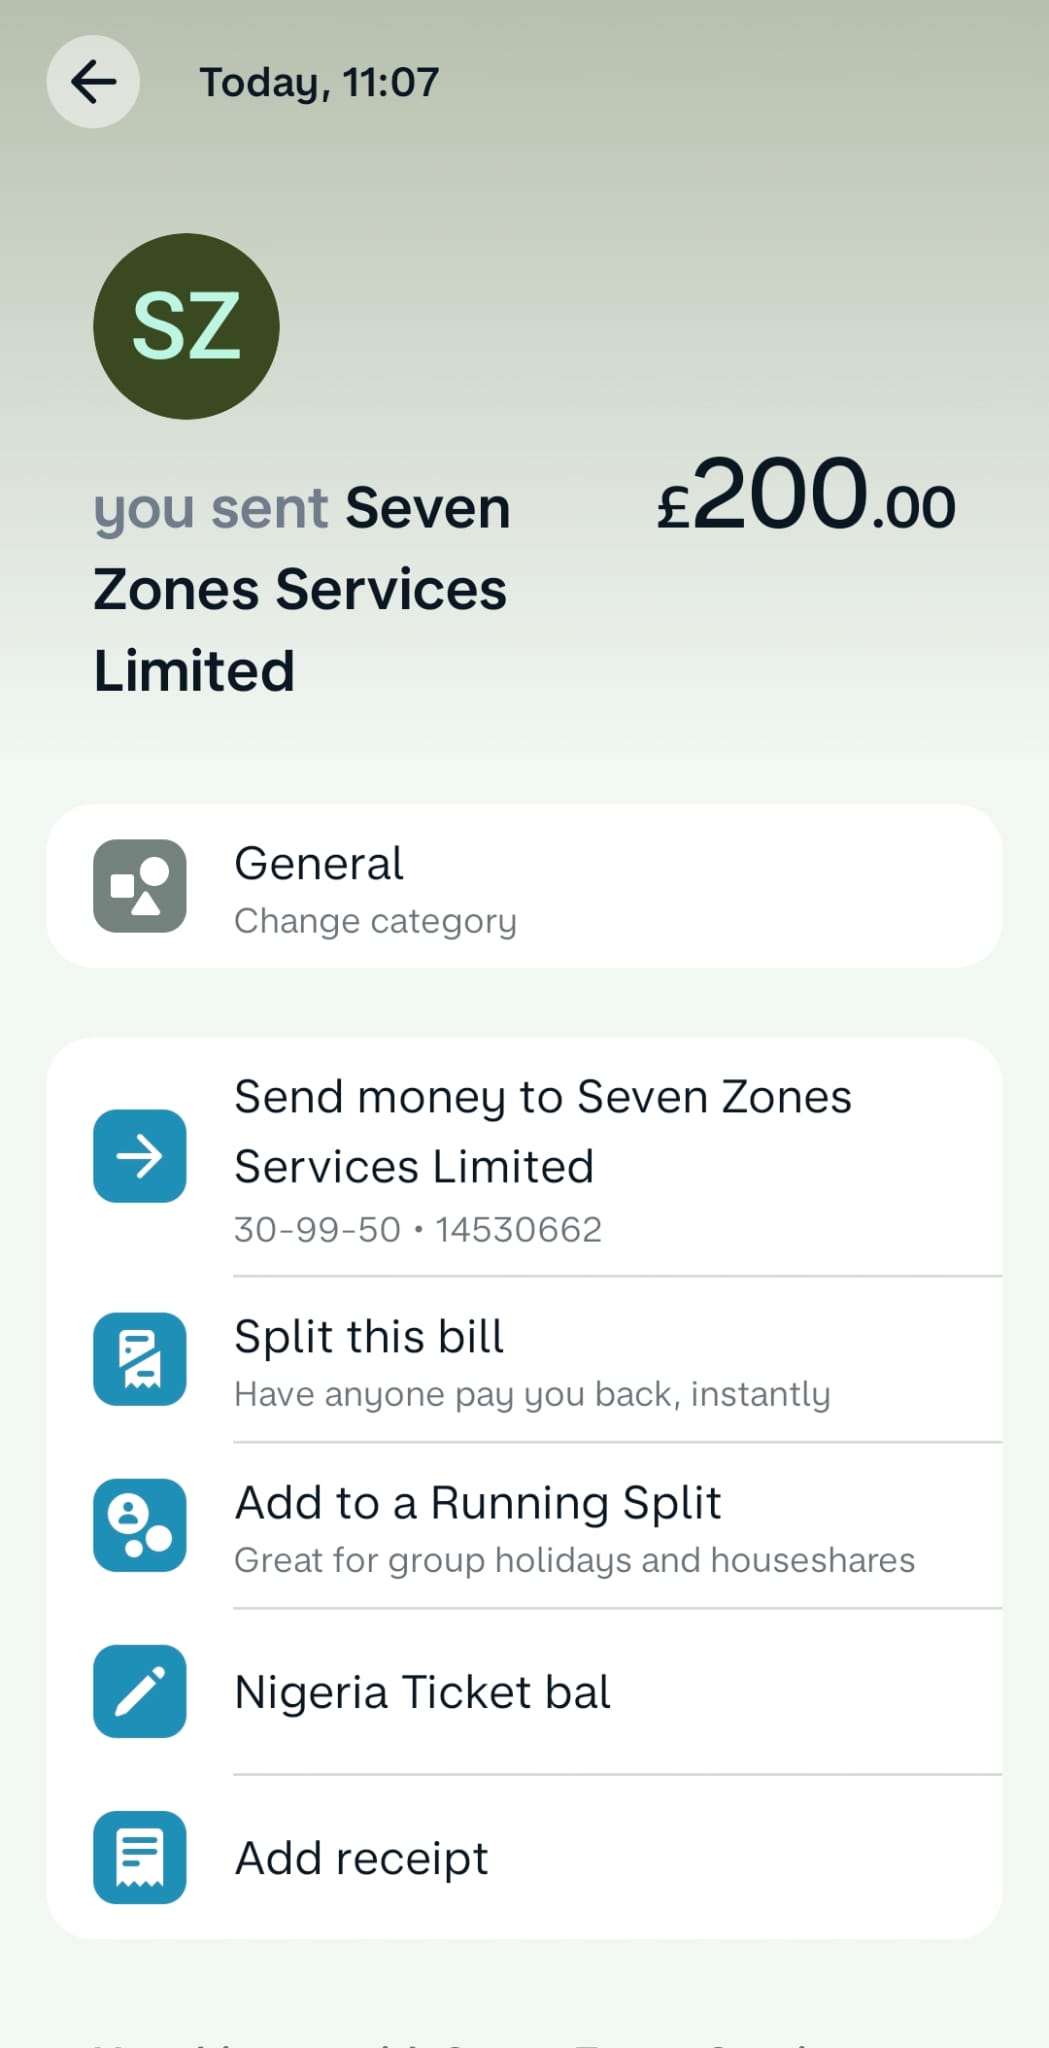 Today, 11:07
SZ
you sent Seven
Zones Services
Limited
£200.00
General
Change category
Send money to Seven Zones
Services Limited
30-99-50 • 14530662
Split this bill
Have anyone pay you back, instantly
Add to a Running Split
Great for group holidays and houseshares
Nigeria Ticket bal
Add receipt